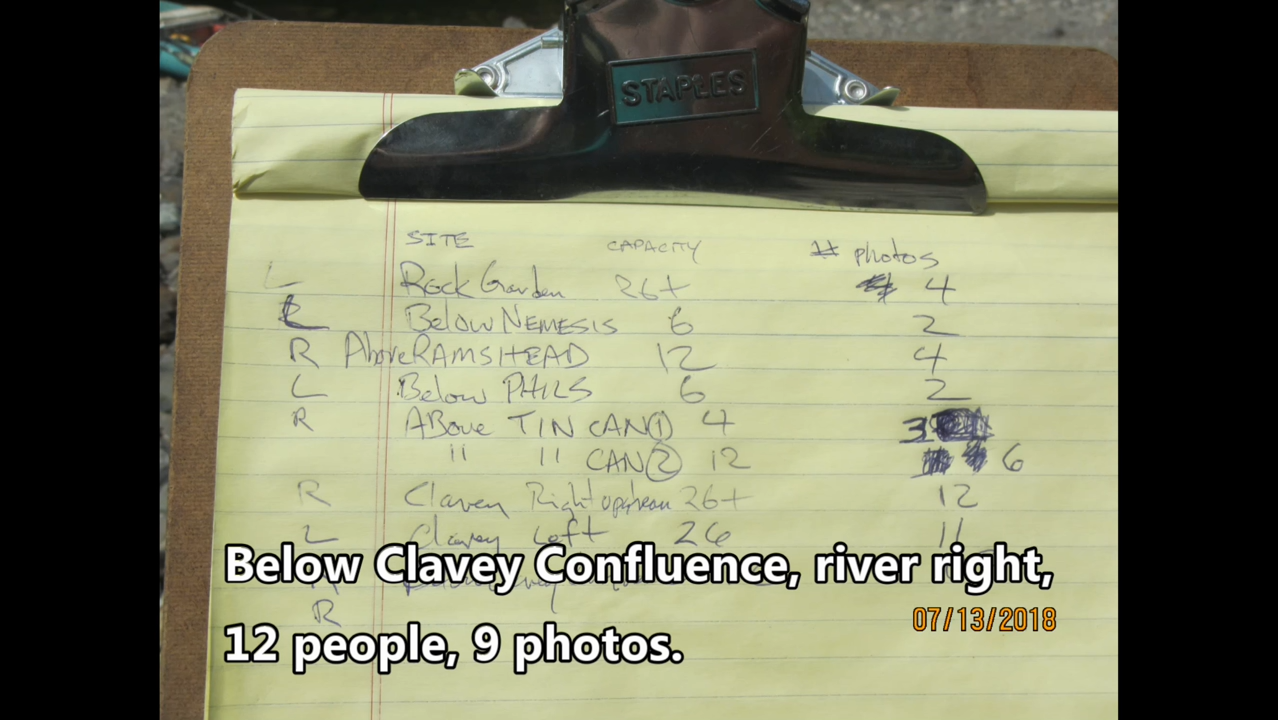 STAPLES
SITE CAPACITY # photos
L Rock Garden 26+ 4
L Below NEMESIS 6 2
R Above RAMSHEAD 12 4
L Below PHILS 6 2
R ABove TIN CAN ① 4 3
" " CAN ② 12 6
R Clavey Right upstream 26+ 12
L Clavey Left 26 11
Below Clavey Confluence, river right,
R
07/13/2018
12 people, 9 photos.